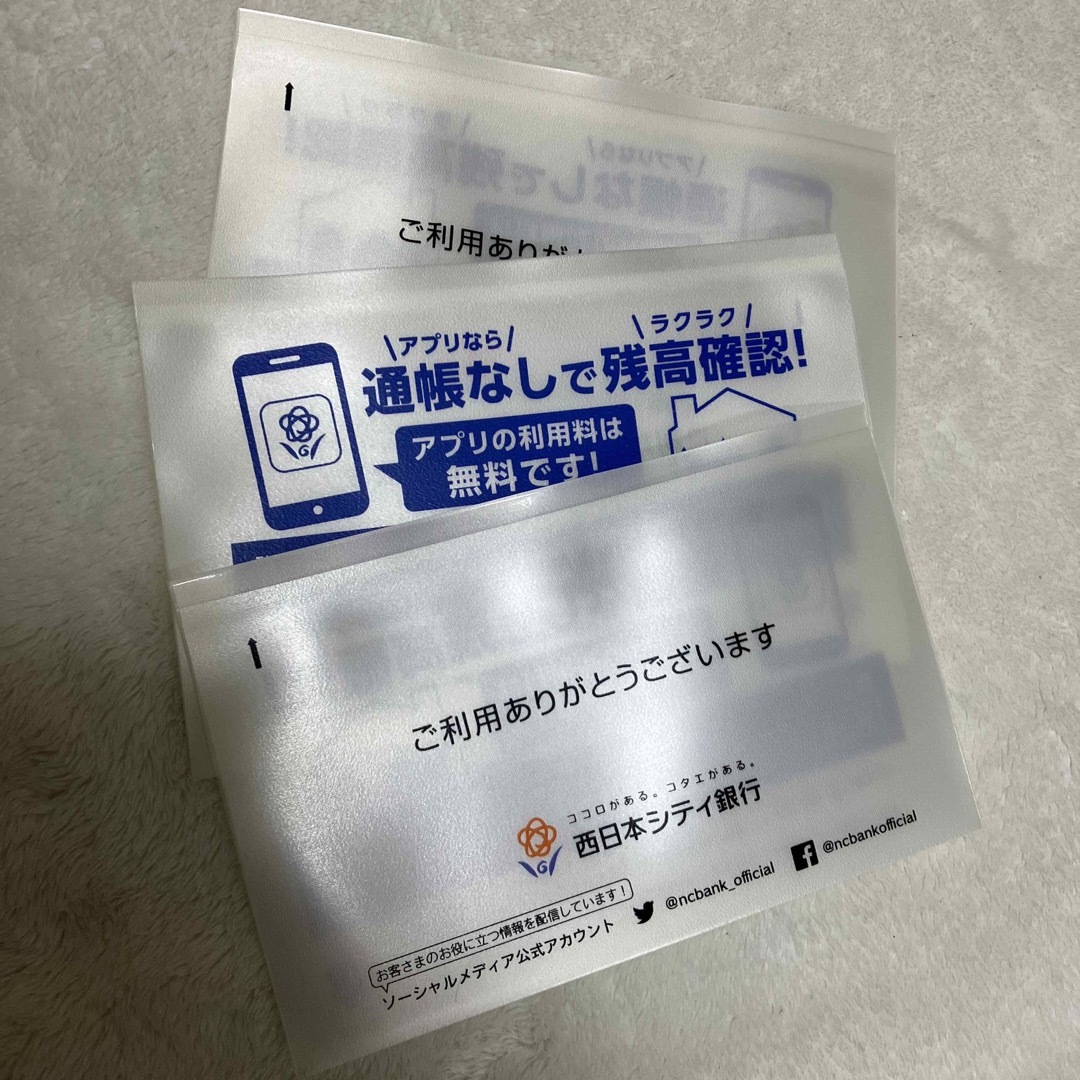 ご利用ありがと
\アプリなら/
\ラクラク/
通帳なしで残高確認!
アプリの利用料は
無料です!
ご利用ありがとうございます
ココロがある。コタエがある。
西日本シティ銀行
お客さまのお役に立つ情報を配信しています!
ソーシャルメディア公式アカウント
@ncbank_official
@ncbankofficial